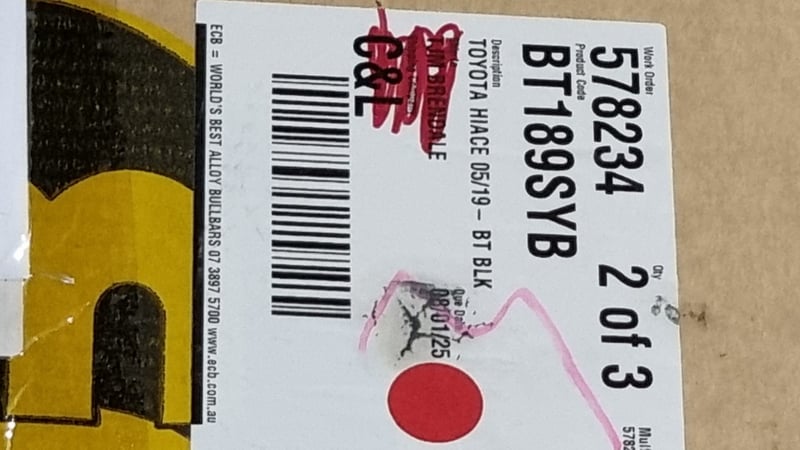 Work Order
578234
Qty
2 of 3
Product Code
BT189SYB
Description
TOYOTA HIACE 05/19 - BT BLK
BRENDALE
08/01/25
C&L
ECB = WORLD'S BEST ALLOY BULLBARS 07 3897 5700 www.ecb.com.au